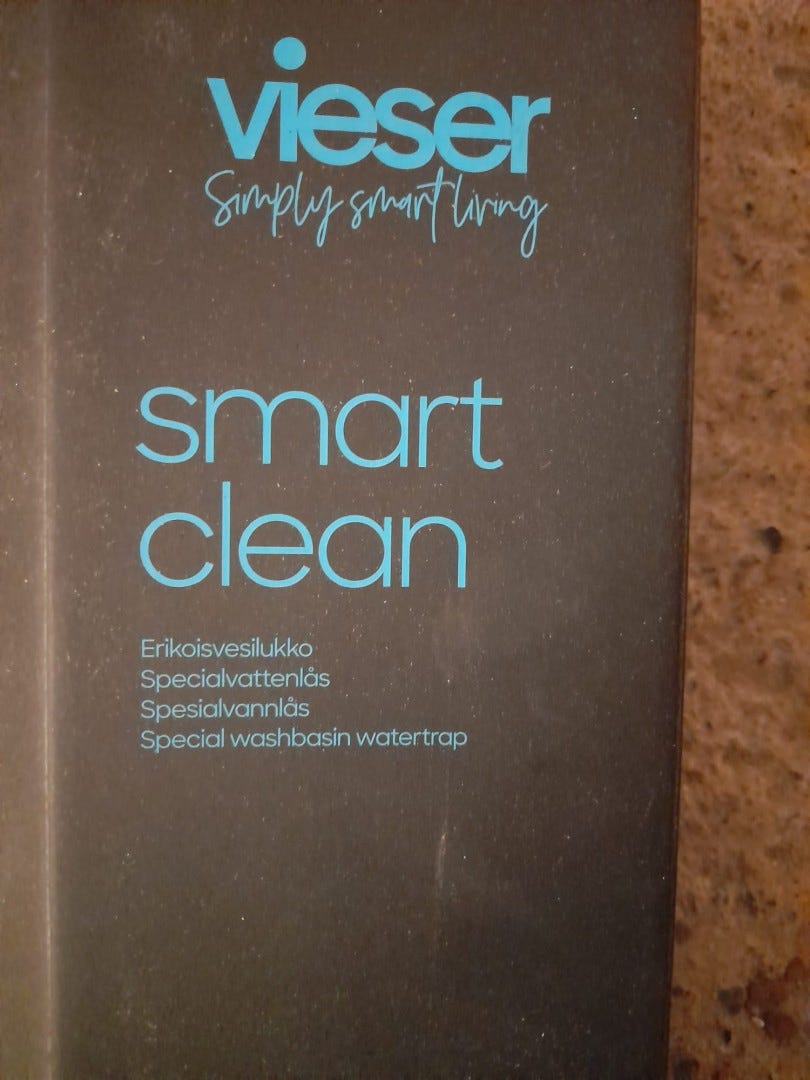 vieser
Simply smart living
smart
clean
Erikoisvesilukko
Specialvattenlås
Spesialvannlås
Special washbasin watertrap